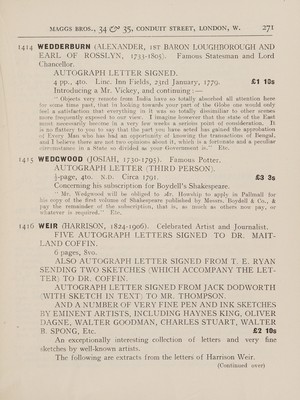 MAGGS BROS., 34 & 35, CONDUIT STREET, LONDON, W. 271
1414 WEDDERBURN (ALEXANDER, 1ST BARON LOUGHBOROUGH AND
EARL OF ROSSLYN, 1733-1805). Famous Statesman and Lord
Chancellor.
AUTOGRAPH LETTER SIGNED.
4 pp., 4to. Linc. Inn Fields, 23rd January, 1779. £1 10s
Introducing a Mr. Vickey, and continuing:—
"Objects very remote from India have so totally absorbed all attention here
for some time past, that in looking towards your part of the Globe one would only
feel a satisfaction that everything in it was so totally dissimilar to other scenes
more frequently exposed to our view. I imagine however that the state of the East
must necessarily become in a very few weeks a serious point of consideration. It
is no flattery to you to say that the part you have acted has gained the approbation
of Every Man who has had an opportunity of knowing the transactions of Bengal,
and I believe there are not two opinions about it, which is a fortunate and a peculiar
circumstance in a State so divided as your Government is." Etc.
1415 WEDGWOOD (JOSIAH, 1730-1795). Famous Potter.
AUTOGRAPH LETTER (THIRD PERSON).
½-page, 4to. N.D. Circa 1791. £3 3s
Concerning his subscription for Boydell's Shakespeare.
"Mr. Wedgwood will be obliged to Mr. Horseship to apply in Pallmall for
his copy of the first volume of Shakespeare published by Messrs. Boydell & Co., &
pay the remainder of the subscription, that is, as much as others now pay, or
whatever is required." Etc.
1416 WEIR (HARRISON, 1824-1906). Celebrated Artist and Journalist.
FIVE AUTOGRAPH LETTERS SIGNED TO DR. MAIT-
LAND COFFIN.
6 pages, 8vo.
ALSO AUTOGRAPH LETTER SIGNED FROM T. E. RYAN
SENDING TWO SKETCHES (WHICH ACCOMPANY THE LET-
TER) TO DR. COFFIN.
AUTOGRAPH LETTER SIGNED FROM JACK DODWORTH
(WITH SKETCH IN TEXT) TO MR. THOMPSON.
AND A NUMBER OF VERY FINE PEN AND INK SKETCHES
BY EMINENT ARTISTS, INCLUDING HAYNES KING, OLIVER
DAGNE, WALTER GOODMAN, CHARLES STUART, WALTER
B. SPONG, Etc. £2 10s
An exceptionally interesting collection of letters and very fine
sketches by well-known artists.
The following are extracts from the letters of Harrison Weir.
(Continued over)